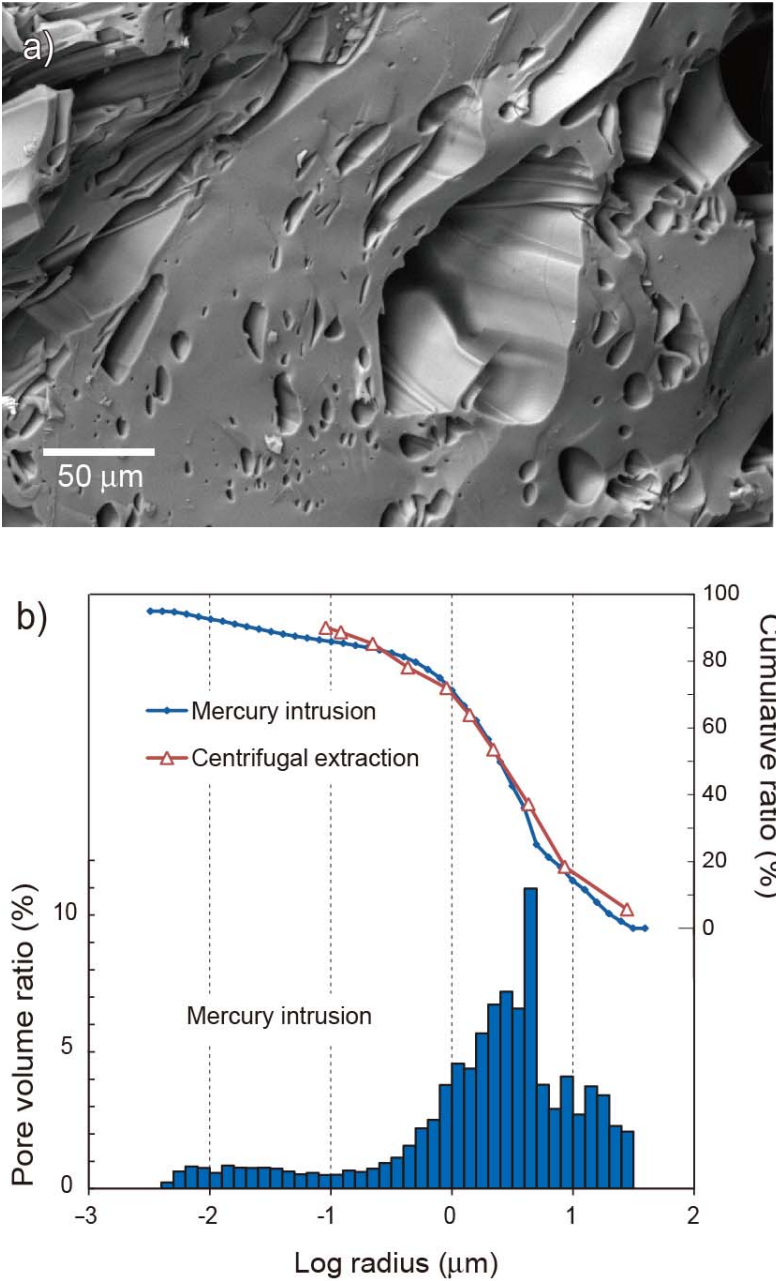 a)
50 μm
b)
100
80
60
40
20
0
Cumulative ratio (%)
Mercury intrusion
Centrifugal extraction
Pore volume ratio (%)
10
5
0
Mercury intrusion
−3
-2
-1
0
1
2
Log radius (μm)